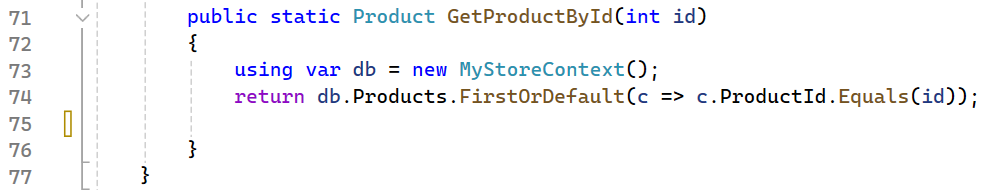 71 public static Product GetProductById(int id)
72 {
73 using var db = new MyStoreContext();
74 return db.Products.FirstOrDefault(c => c.ProductId.Equals(id));
75
76 }
77 }